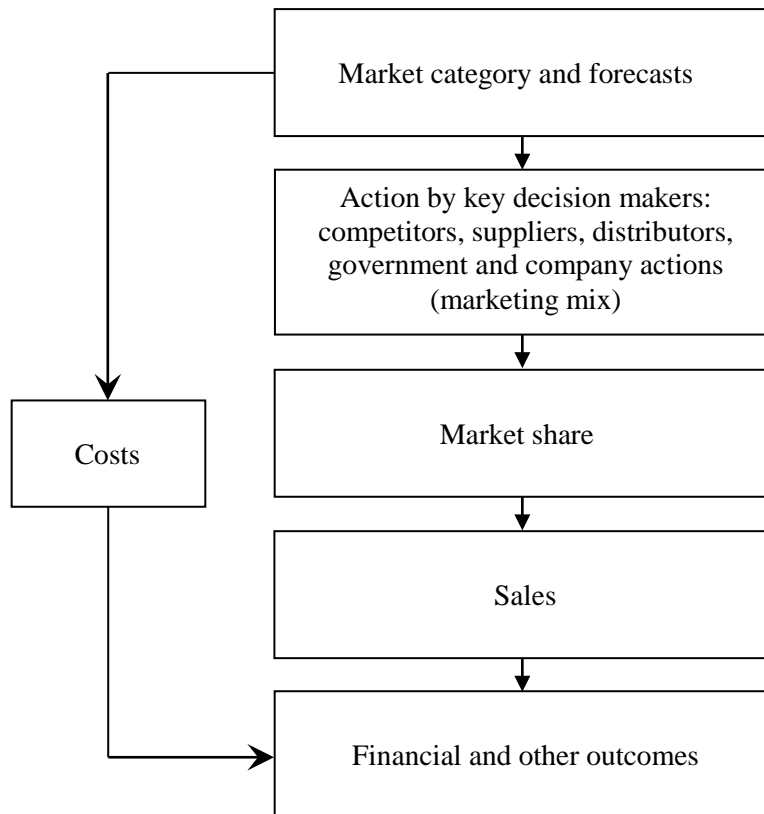 Market category and forecasts
Action by key decision makers:
competitors, suppliers, distributors,
government and company actions
(marketing mix)
Market share
Costs
Sales
Financial and other outcomes